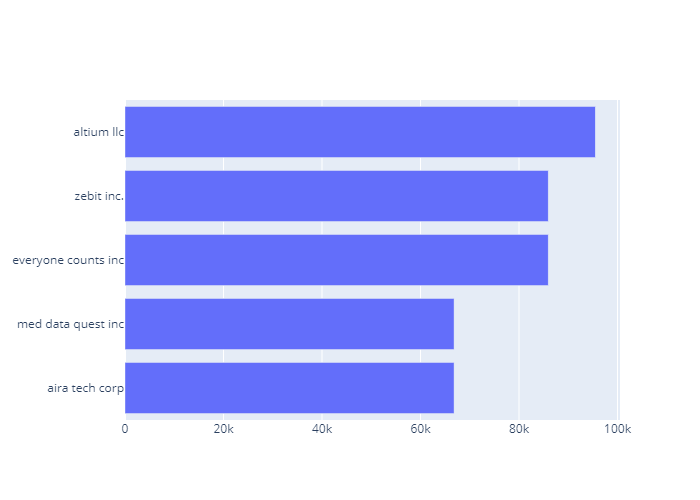 altium llc
zebit inc.
everyone counts inc
med data quest inc
aira tech corp
0 20k 40k 60k 80k 100k